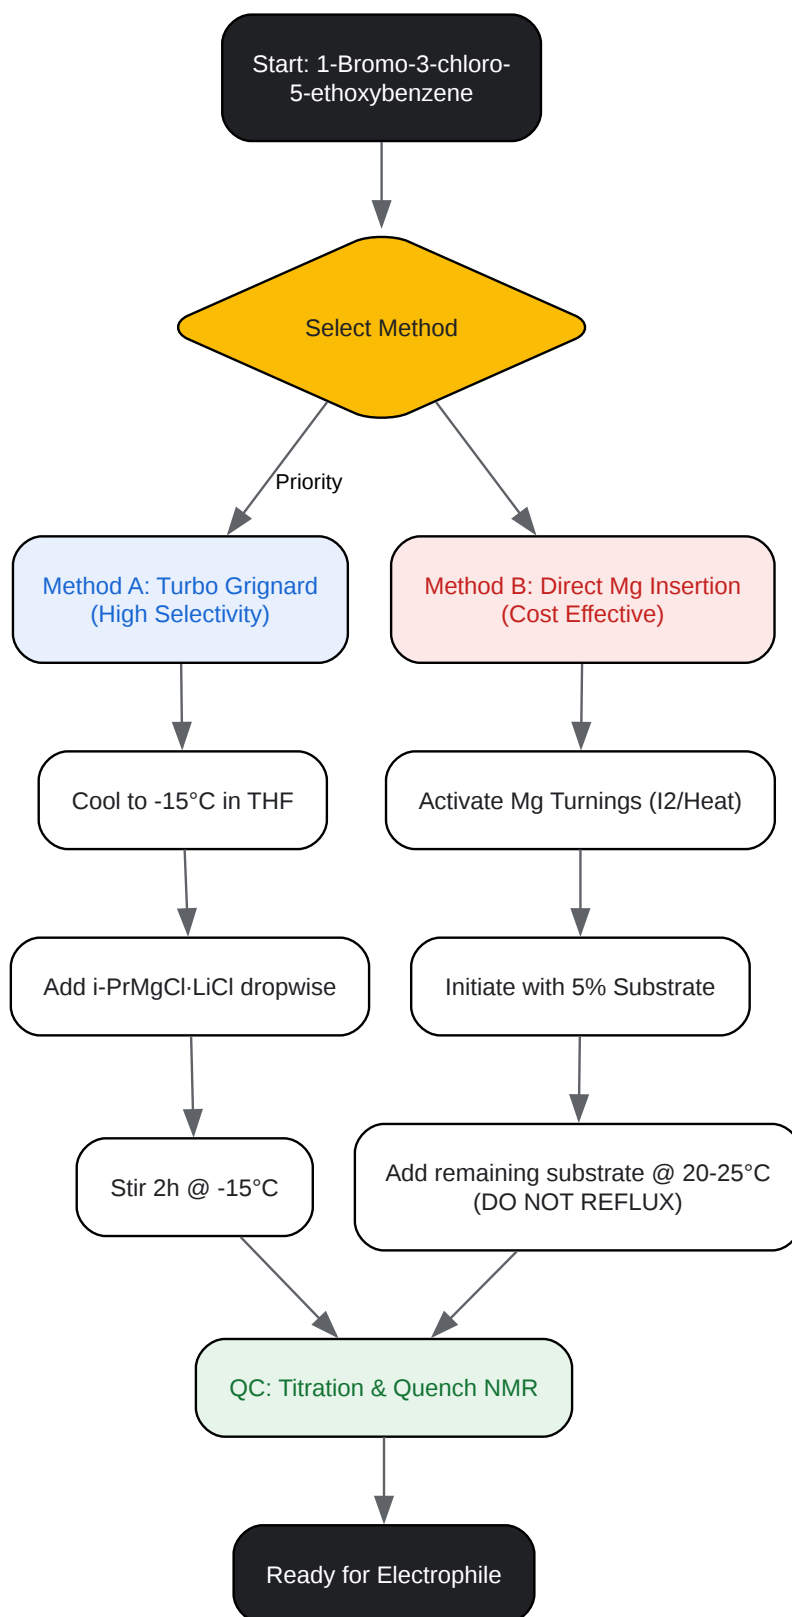 Start: 1-Bromo-3-chloro-
5-ethoxybenzene
Select Method
Priority
Method A: Turbo Grignard
(High Selectivity)
Method B: Direct Mg Insertion
(Cost Effective)
Cool to -15°C in THF
Activate Mg Turnings (I2/Heat)
Add i-PrMgCl·LiCl dropwise
Initiate with 5% Substrate
Stir 2h @ -15°C
Add remaining substrate @ 20-25°C
(DO NOT REFLUX)
QC: Titration & Quench NMR
Ready for Electrophile